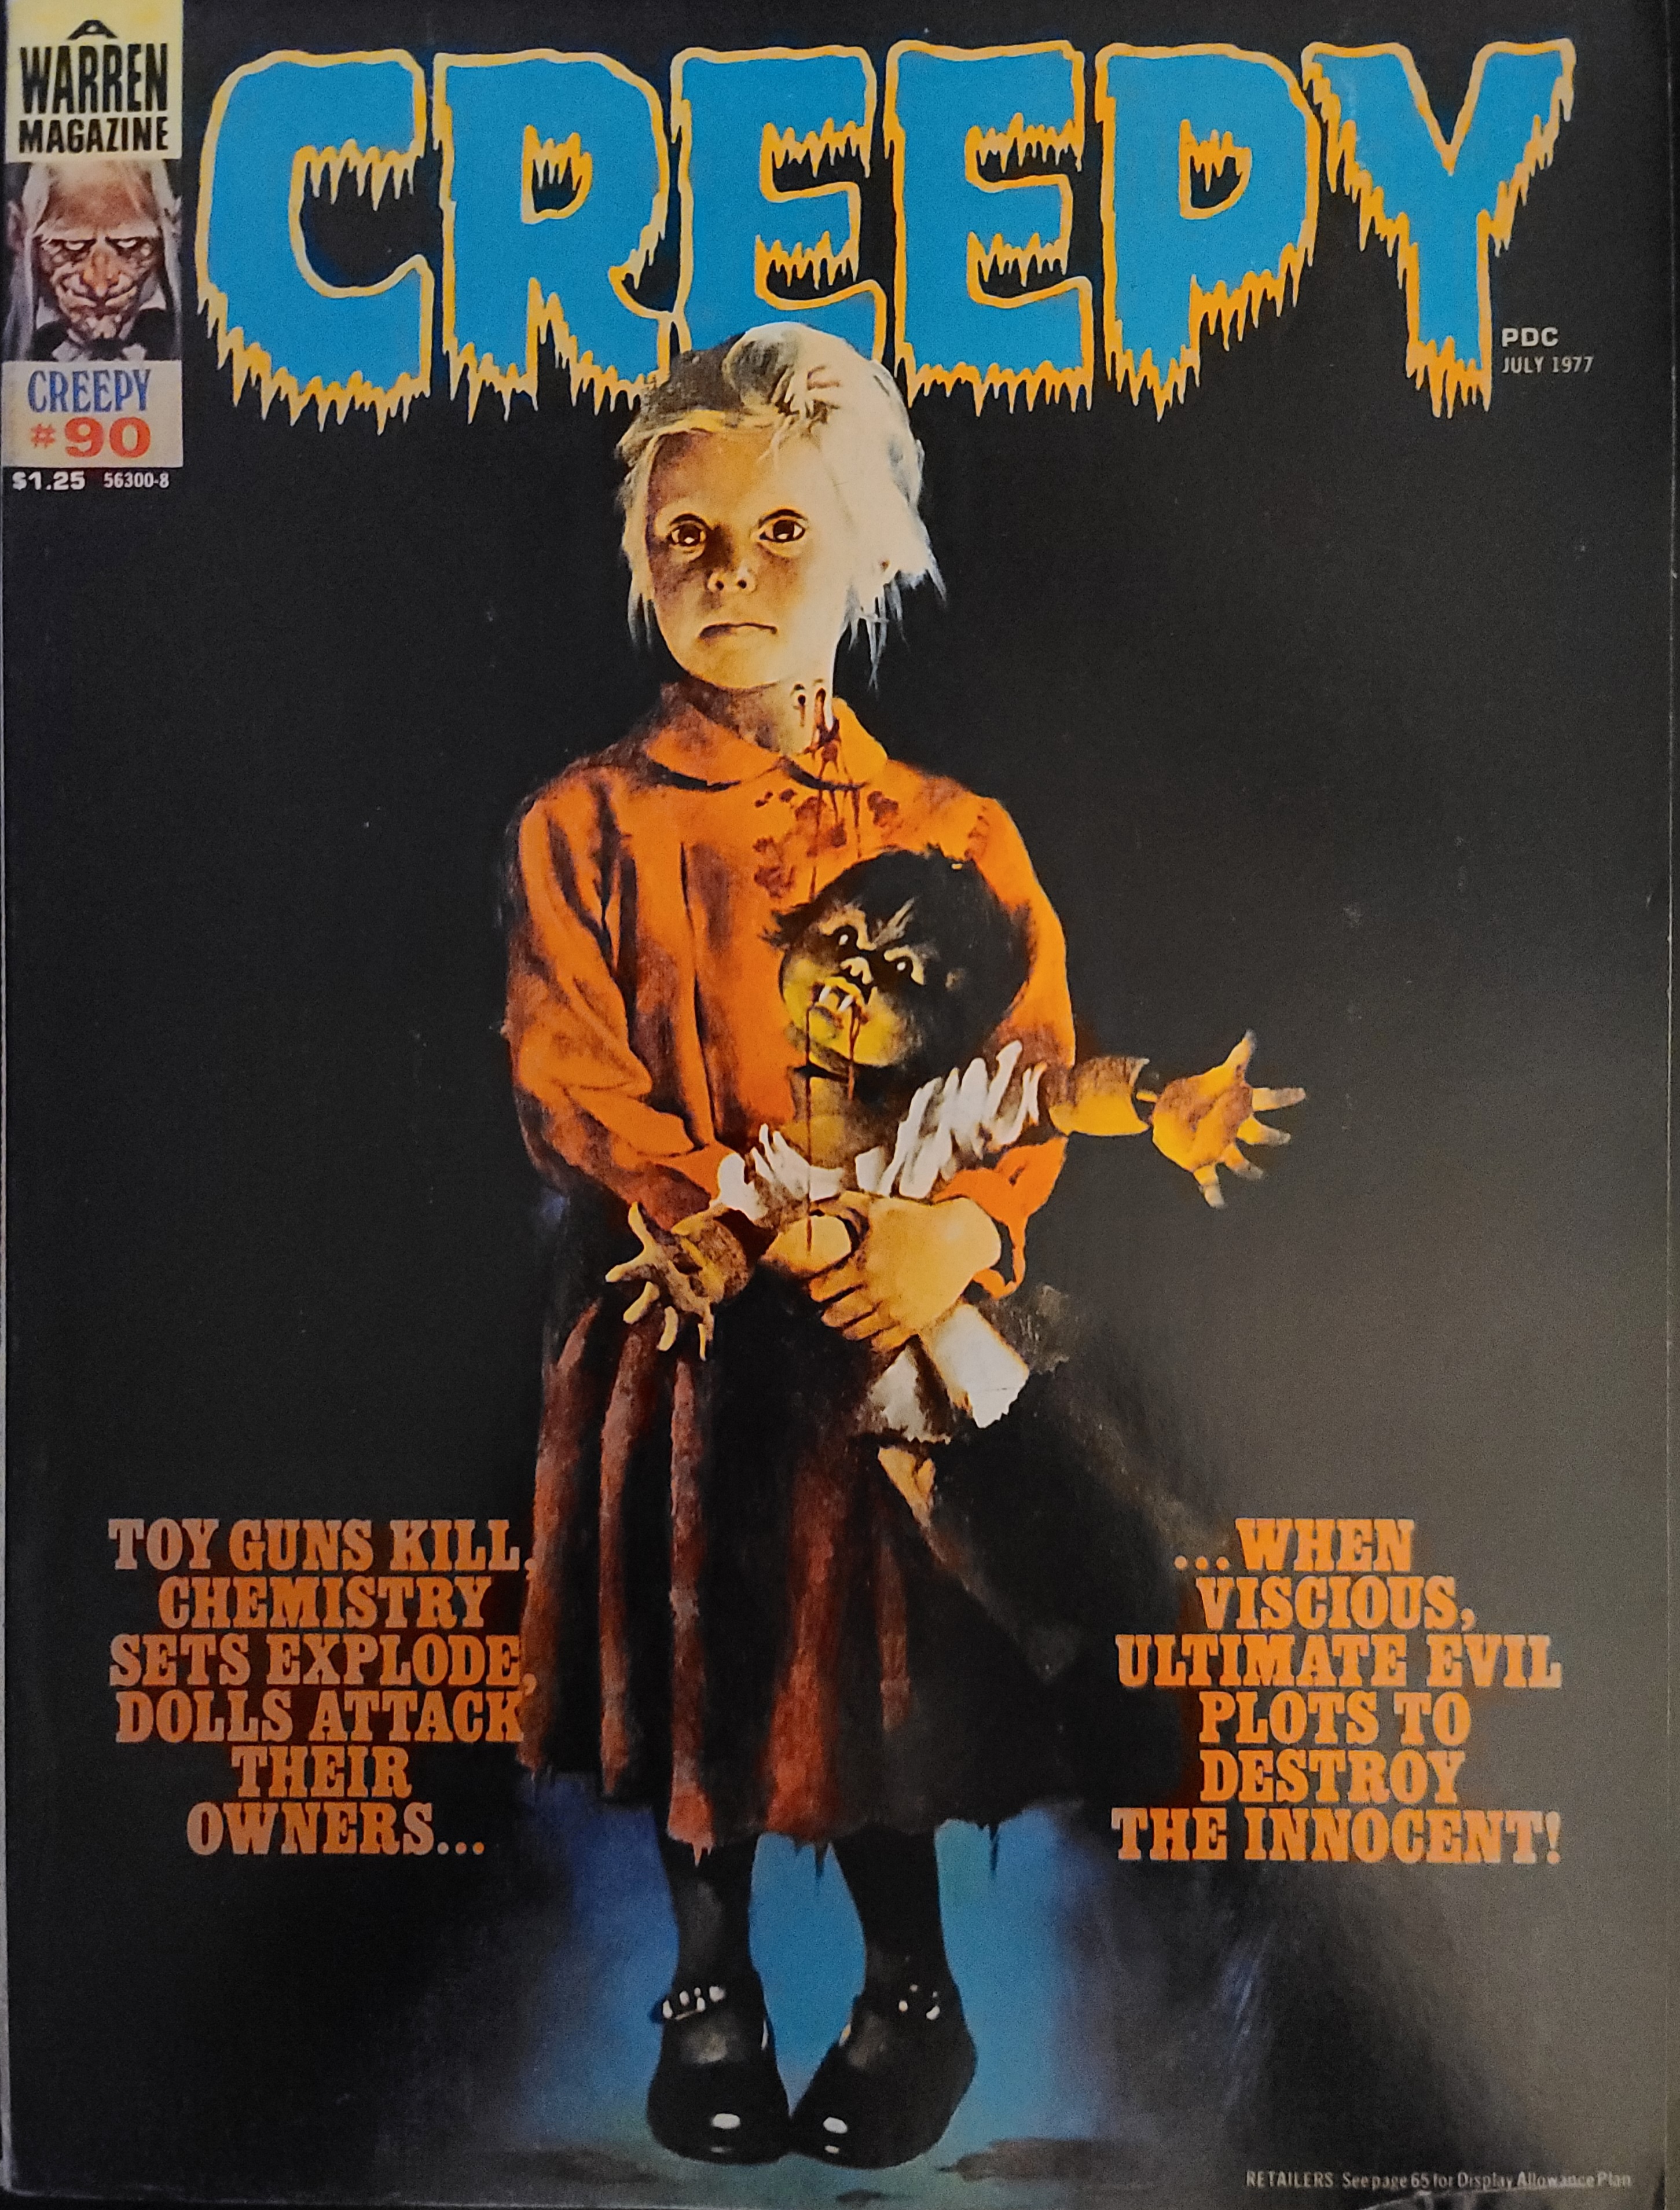 A
WARREN
MAGAZINE
CREEPY
CREEPY
#90
$1.25 56300-8
PDC
JULY 1977
TOY GUNS KILL,
CHEMISTRY
SETS EXPLODE,
DOLLS ATTACK
THEIR
OWNERS...
...WHEN
VISCIOUS,
ULTIMATE EVIL
PLOTS TO
DESTROY
THE INNOCENT!
RETAILERS See page 65 for Display Allowance Plan